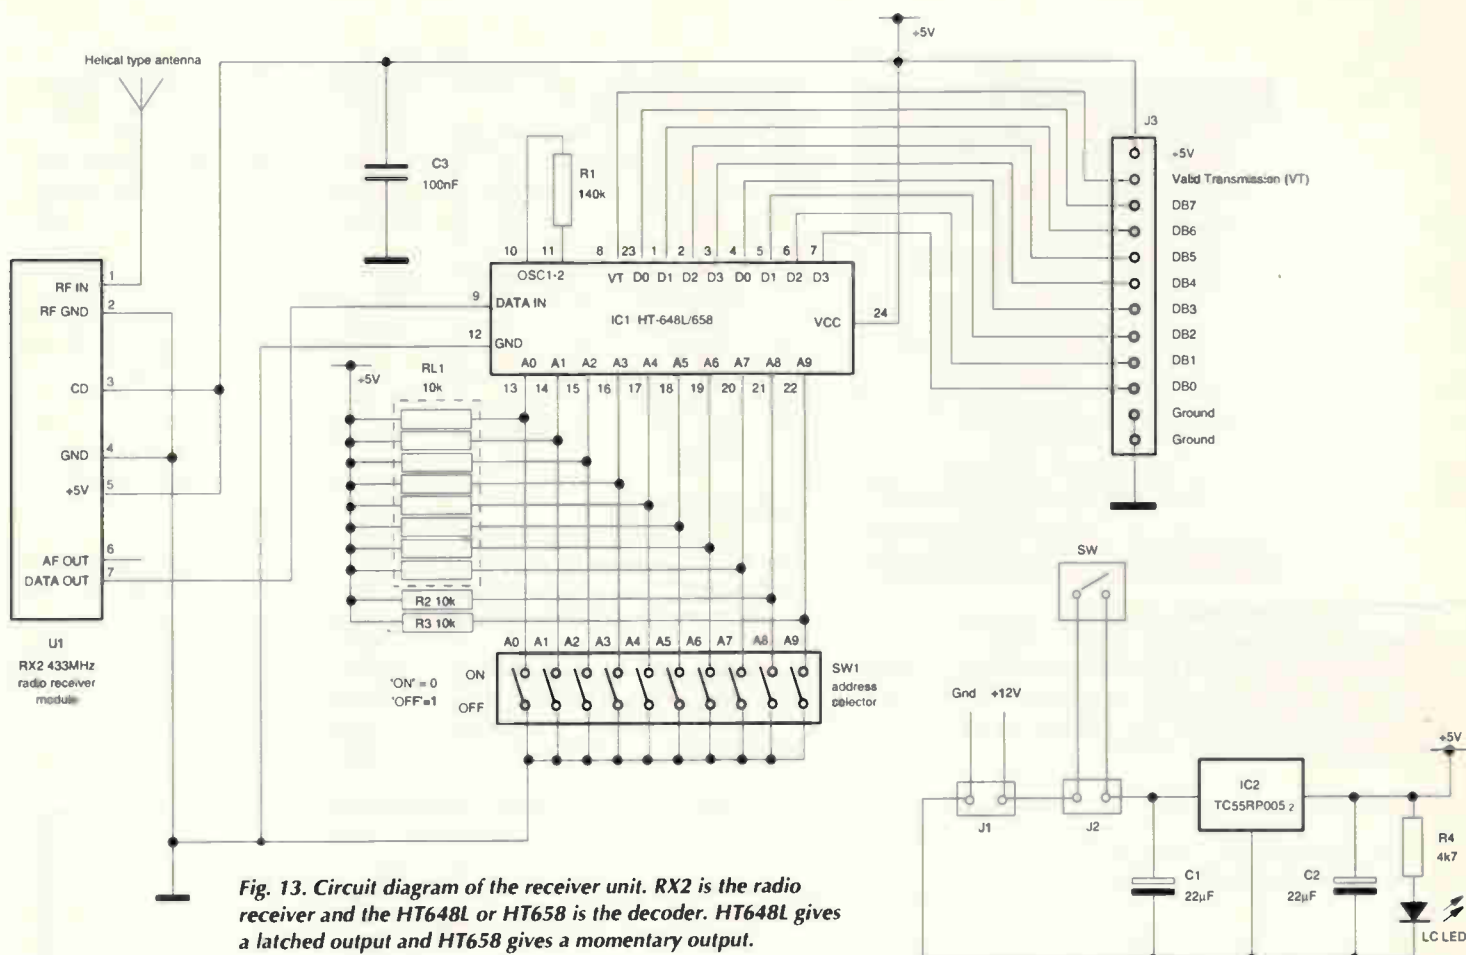 +5V
Helical type antenna
C3
100nF
R1
140k
J3
+5V
Valid Transmission (VT)
DB7
DB6
DB5
DB4
DB3
DB2
DB1
DB0
Ground
Ground
10 11 8 23 1 2 3 4 5 6 7
OSC1-2 VT D0 D1 D2 D3 D0 D1 D2 D3
9 DATA IN
IC1 HT-648L/658
VCC 24
12 GND
A0 A1 A2 A3 A4 A5 A6 A7 A8 A9
13 14 15 16 17 18 19 20 21 22
RF IN 1
RF GND 2
CD 3
GND 4
+5V 5
AF OUT 6
DATA OUT 7
U1
RX2 433MHz
radio receiver
module
+5V
RL1
10k
R2 10k
R3 10k
A0 A1 A2 A3 A4 A5 A6 A7 A8 A9
ON
OFF
'ON' = 0
'OFF'=1
SW1
address
selector
SW
Gnd +12V
J1
J2
IC2
TC55RP005 2
+5V
R4
4k7
C1
22µF
C2
22µF
LC LED
Fig. 13. Circuit diagram of the receiver unit. RX2 is the radio
receiver and the HT648L or HT658 is the decoder. HT648L gives
a latched output and HT658 gives a momentary output.